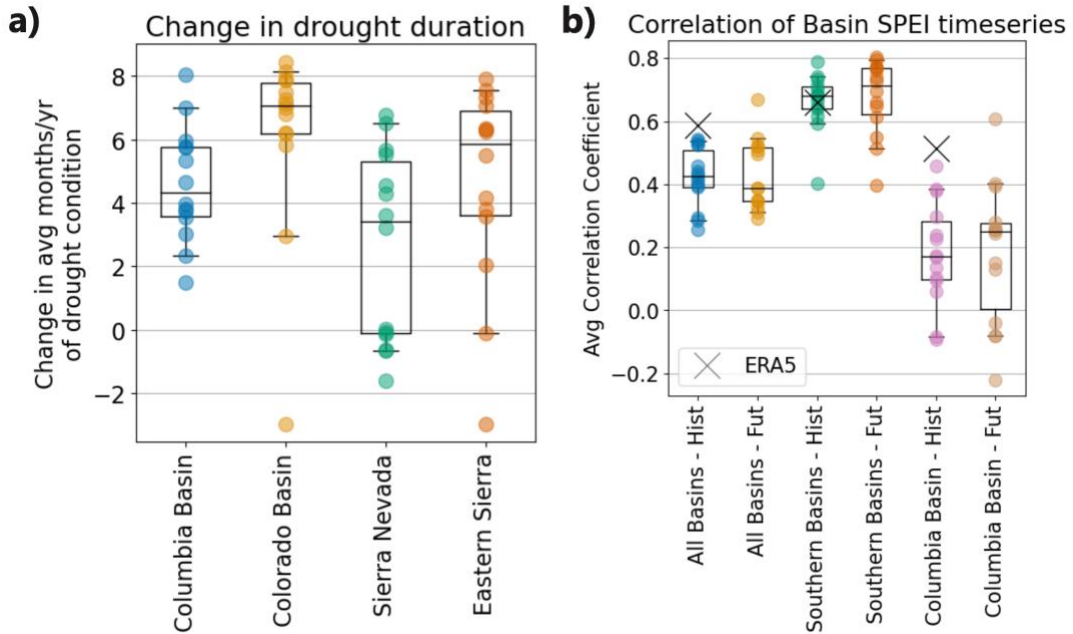 a)
Change in drought duration
Change in avg months/yr
of drought condition
8
6
4
2
0
−2
Columbia Basin
Colorado Basin
Sierra Nevada
Eastern Sierra
b)
Correlation of Basin SPEI timeseries
Avg Correlation Coefficient
0.8
0.6
0.4
0.2
0.0
−0.2
ERA5
All Basins - Hist
All Basins - Fut
Southern Basins - Hist
Southern Basins - Fut
Columbia Basin - Hist
Columbia Basin - Fut